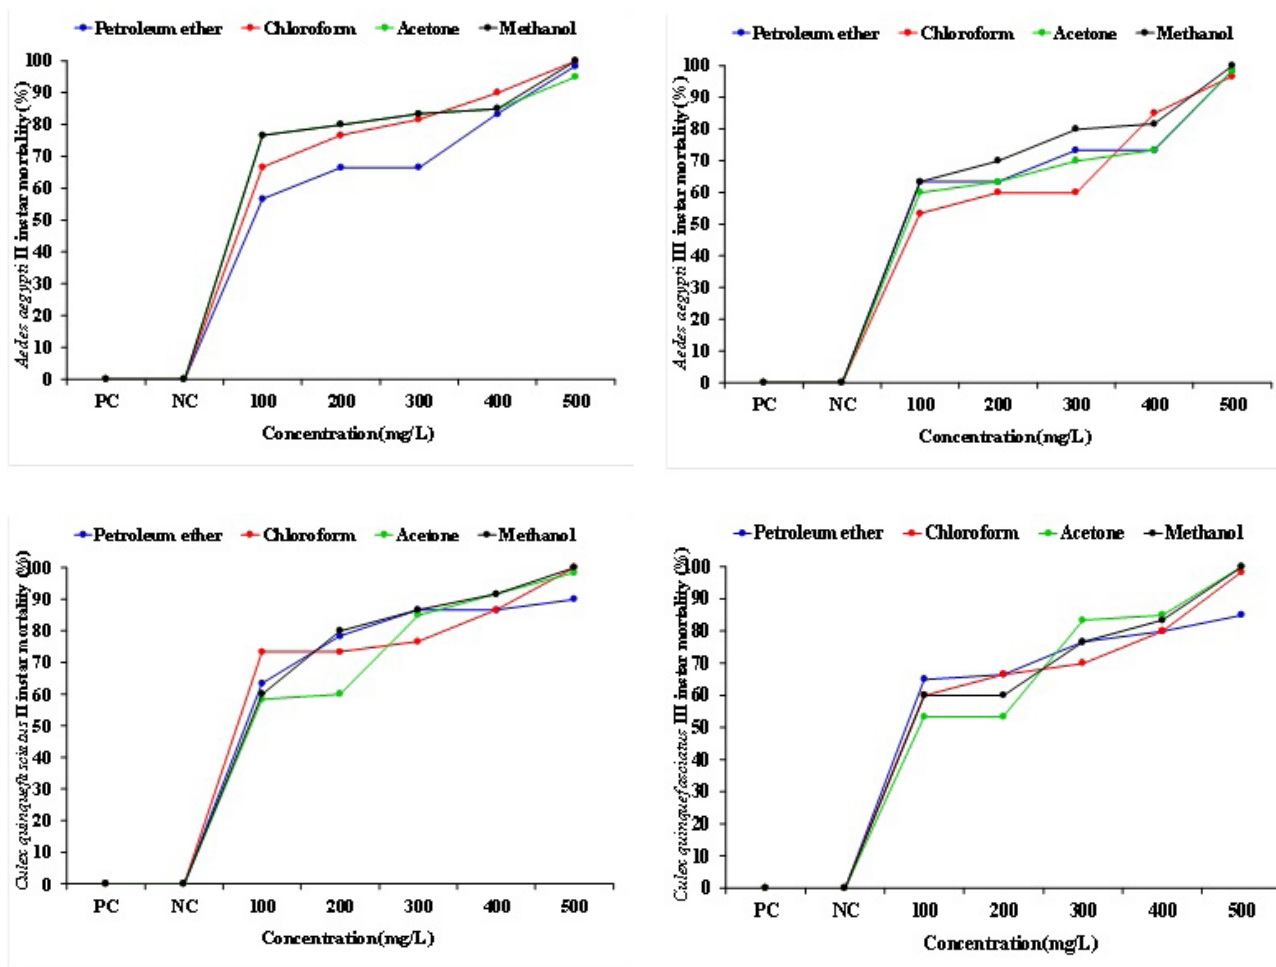 Petroleum ether Chloroform Acetone Methanol
100
90
80
70
60
50
40
30
20
10
0
Aedes aegypti II instar mortality (%)
PC NC 100 200 300 400 500
Concentration(mg/L)
Petroleum ether Chloroform Acetone Methanol
100
90
80
70
60
50
40
30
20
10
0
Aedes aegypti III instar mortality (%)
PC NC 100 200 300 400 500
Concentration(mg/L)
Petroleum ether Chloroform Acetone Methanol
100
90
80
70
60
50
40
30
20
10
0
Culex quinquefasciatus II instar mortality (%)
PC NC 100 200 300 400 500
Concentration(mg/L)
Petroleum ether Chloroform Acetone Methanol
100
90
80
70
60
50
40
30
20
10
0
Culex quinquefasciatus III instar mortality (%)
PC NC 100 200 300 400 500
Concentration(mg/L)